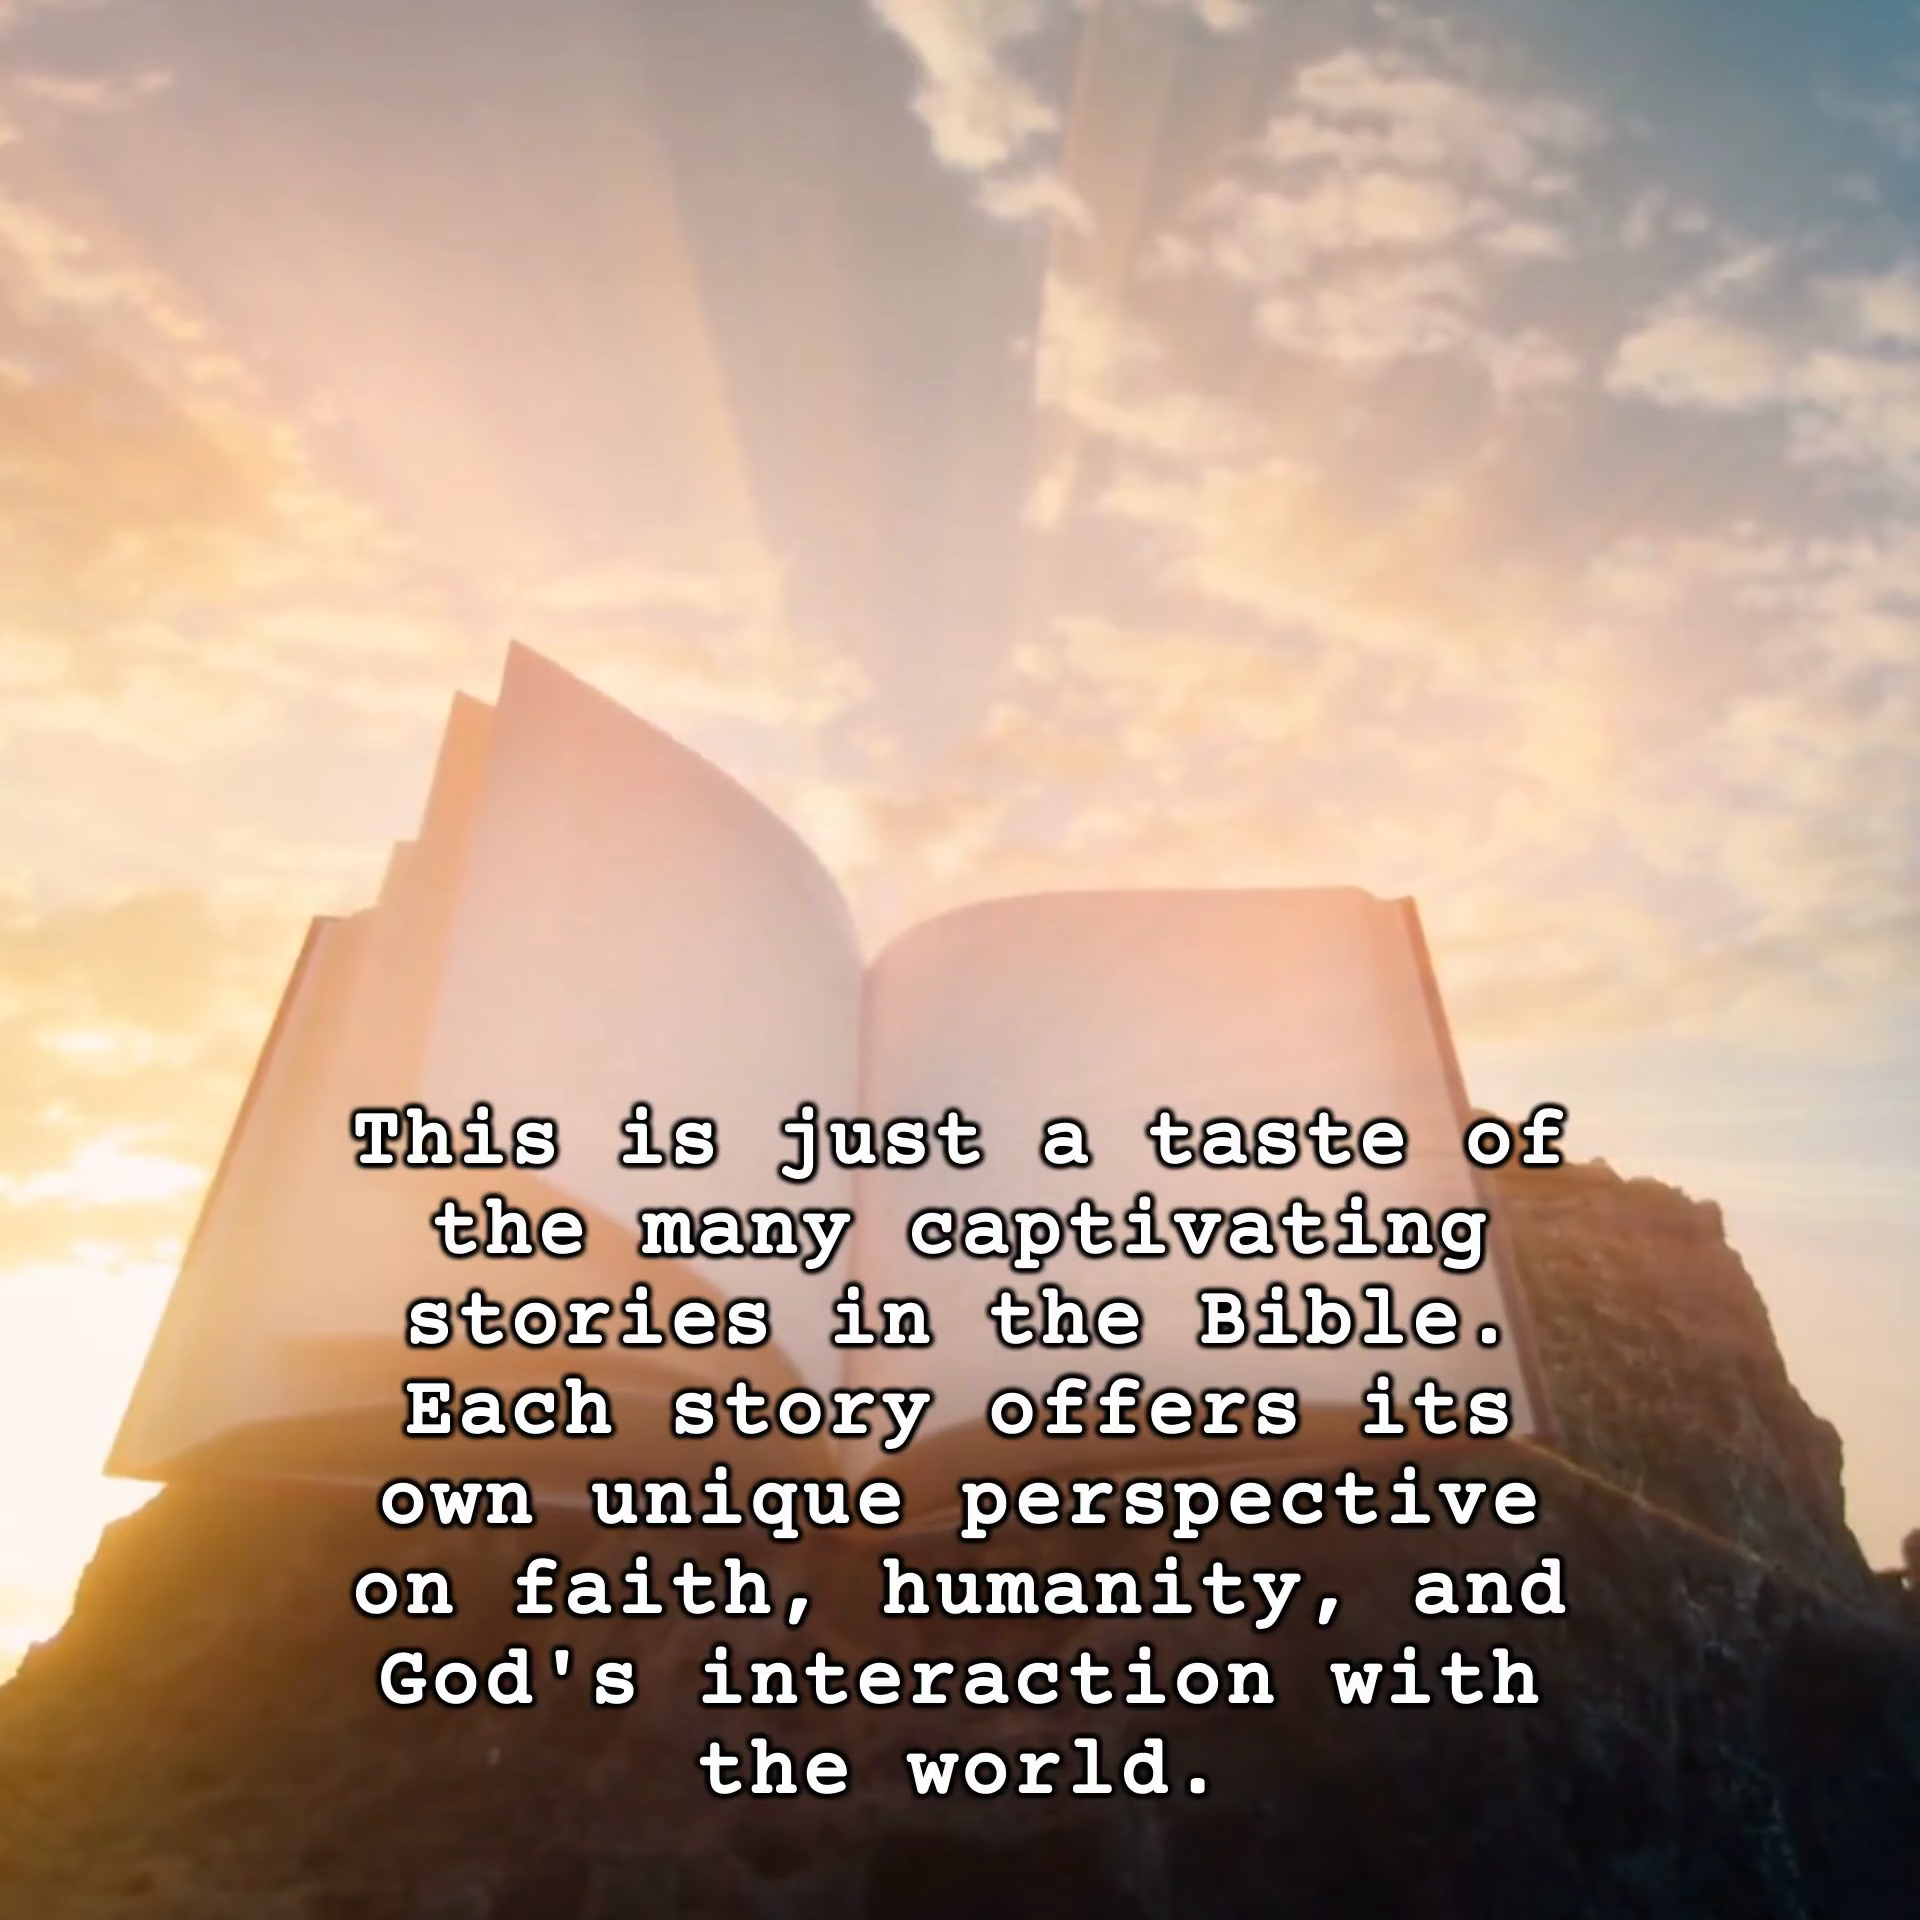 This is just a taste of
the many captivating
stories in the Bible.
Each story offers its
own unique perspective
on faith, humanity, and
God's interaction with
the world.